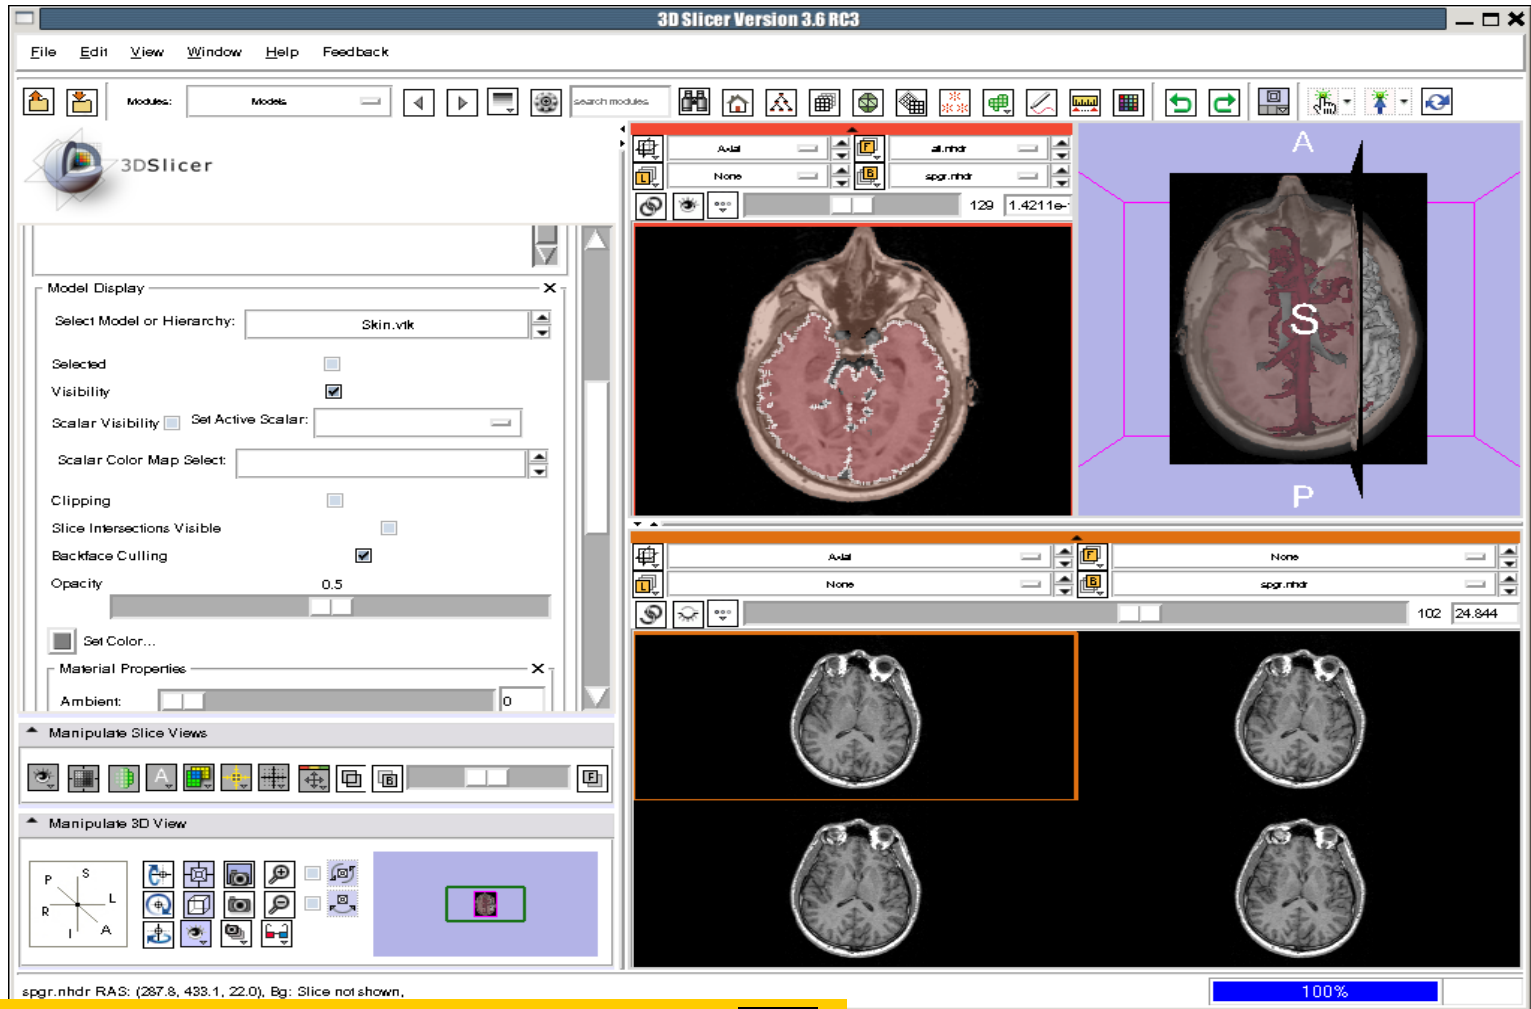 3D Slicer Version 3.6 RC3
File Edit View Window Help Feedback
Modules: Models search modules
3DSlicer
Model Display
Select Model or Hierarchy: Skin.vtk
Selected
Visibility
Scalar Visibility Set Active Scalar:
Scalar Color Map Select:
Clipping
Slice Intersections Visible
Backface Culling
Opacity 0.5
Set Color...
Material Properties
Ambient: 0
Manipulate Slice Views
A
B F
Manipulate 3D View
P S
R L
I A
Axial F all.nhdr
L None B spgr.nhdr
129 1.4211e-
A
S
P
Axial F None
L None B spgr.nhdr
102 24.844
spgr.nhdr RAS: (287.8, 433.1, 22.0), Bg: Slice not shown,
100%